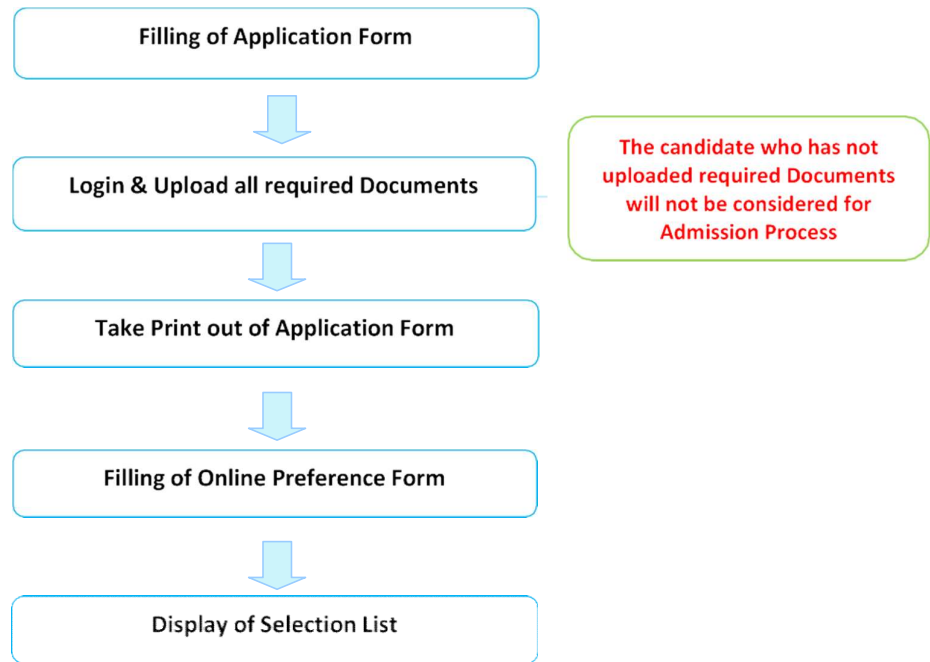 Filling of Application Form
Login & Upload all required Documents
The candidate who has not
uploaded required Documents
will not be considered for
Admission Process
Take Print out of Application Form
Filling of Online Preference Form
Display of Selection List